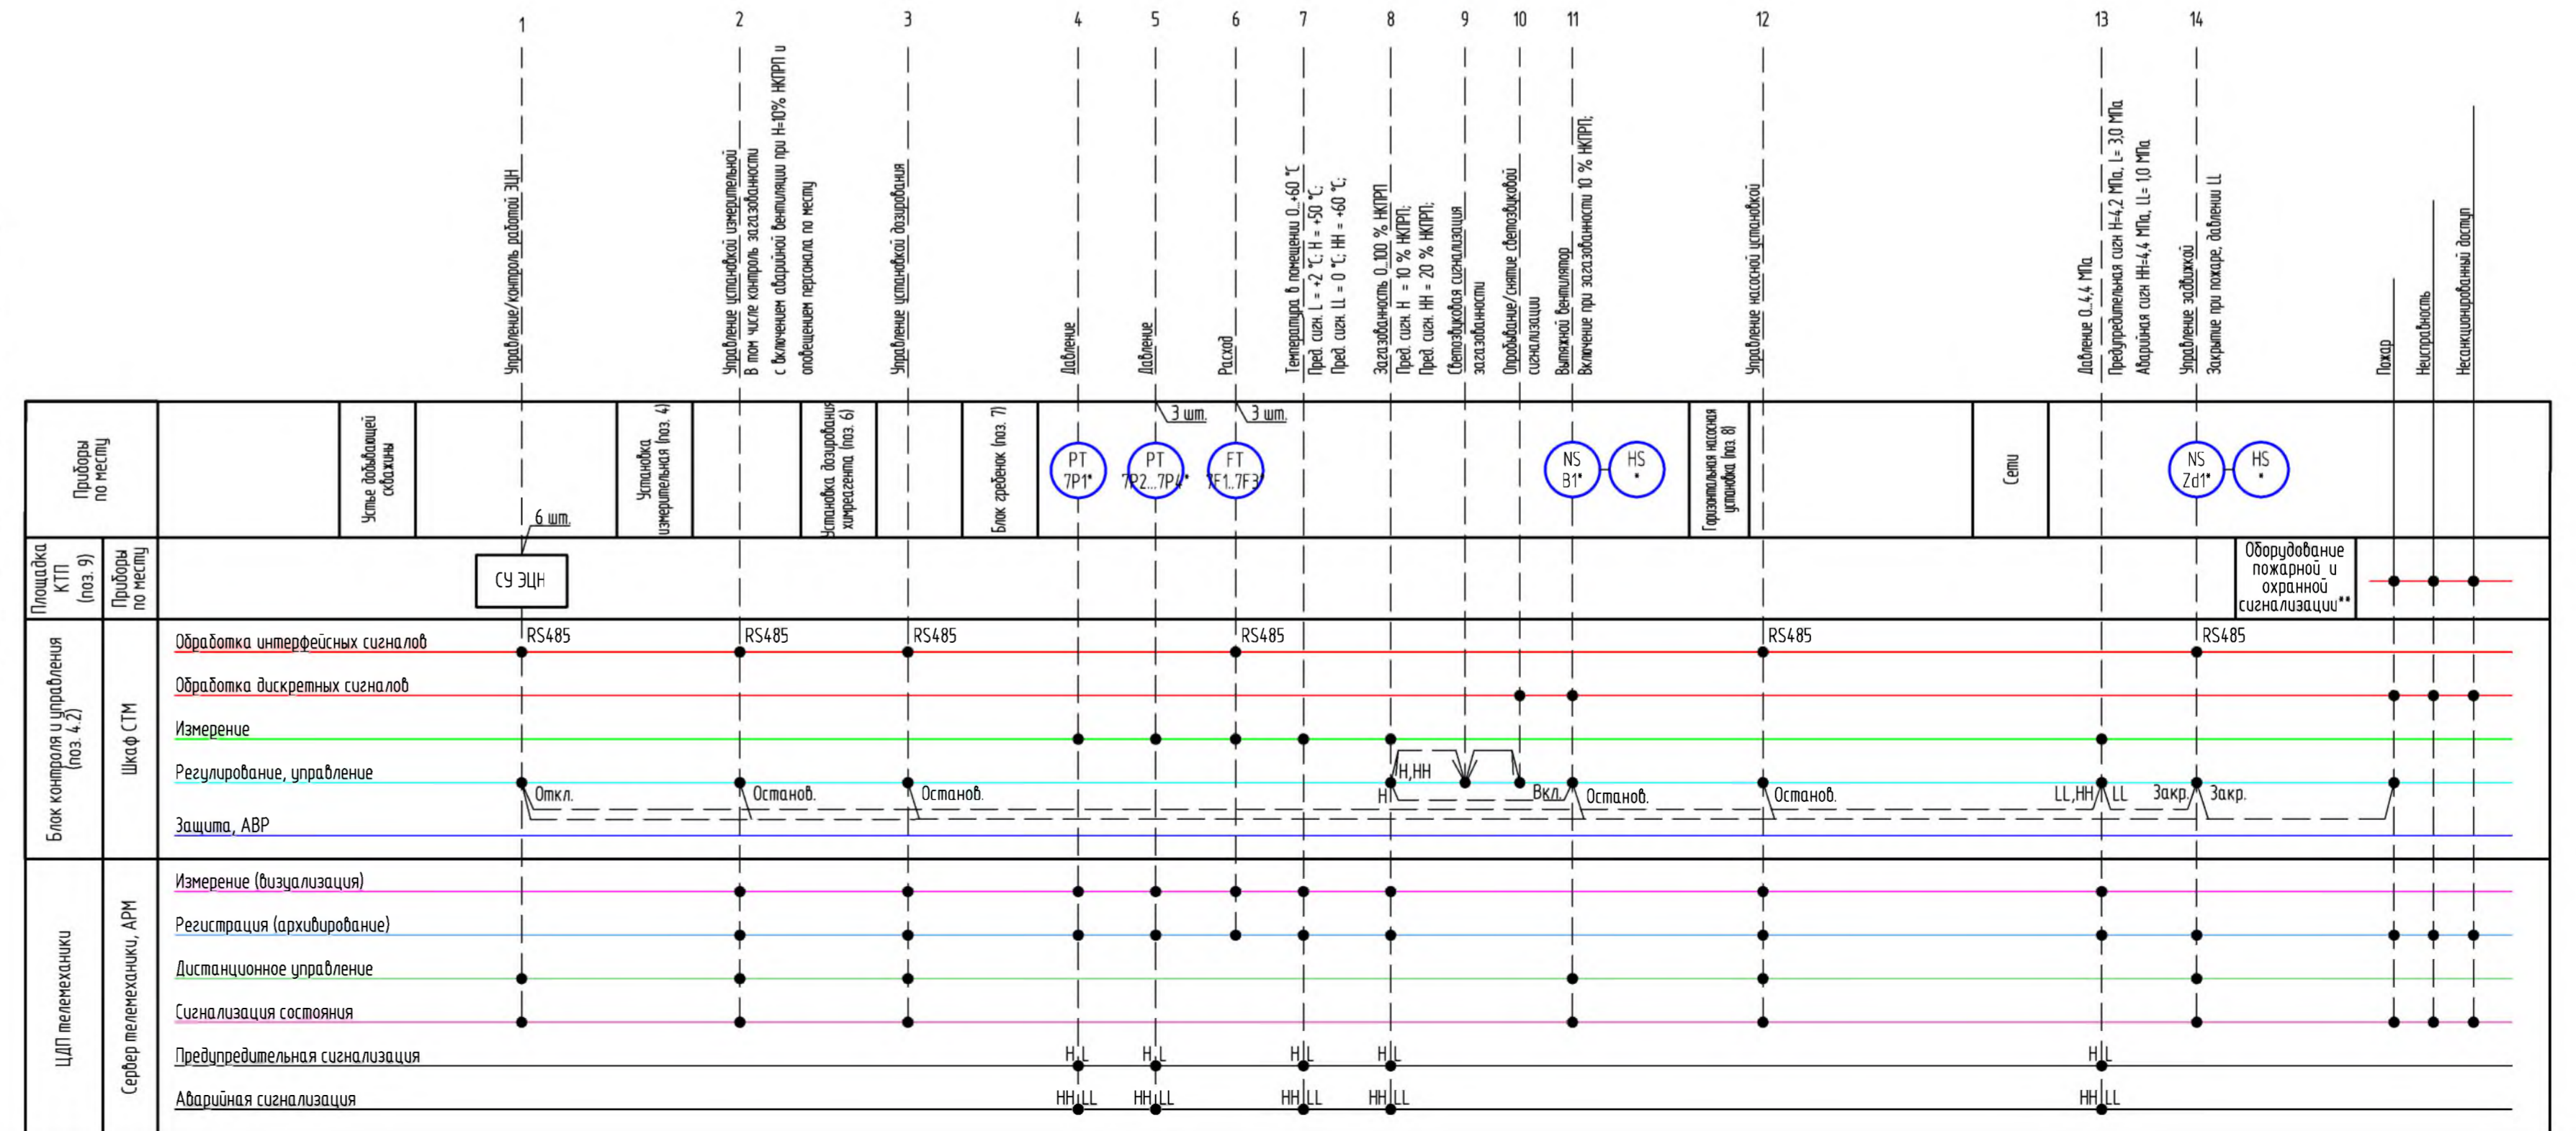 1 2 3 4 5 6 7 8 9 10 11 12 13 14
Управление/контроль работой ЭЦН
Управление установкой измерительной
В том числе контроль загазованности
с включением аварийной вентиляции при H=10% НКПРП и
оповещением персонала по месту
Управление установкой дозирования
Давление
Давление
Расход
Температура в помещении 0...+60 °С
Пред. сигн. L = +2 °С; H = +50 °С;
Пред. сигн. LL = 0 °С; HH = +60 °С;
Загазованность 0...100 % НКПРП
Пред. сигн. H = 10 % НКПРП;
Пред. сигн. HH = 20 % НКПРП;
Светозвуковая сигнализация
загазованности
Опробывание/снятие светозвуковой
сигнализации
Вытяжной вентилятор
Включение при загазованности 10 % НКПРП;
Управление насосной установкой
Давление 0...4,4 МПа
Предупредительная сигн H=4,2 МПа, L= 3,0 МПа
Аварийная сигн HH=4,4 МПа, LL= 1,0 МПа
Управление задвижкой
Закрытие при пожаре, давлении LL
Пожар
Неисправность
Несанкционированный доступ
Приборы
по месту
Устье добывающей
скважины
Установка
измерительная (поз. 4)
Установка дозирования
химреагента (поз. 6)
Блок гребенок (поз. 7)
3 шт.
3 шт.
PT
7P1*
PT
7P2...7P4*
FT
7F1..7F3*
NS
B1*
HS
*
Горизонтальная насосная
установка (поз. 8)
Сети
NS
Zd1*
HS
*
6 шт.
Площадка
КТП
(поз. 9)
Приборы
по месту
СУ ЭЦН
Оборудование
пожарной и
охранной
сигнализации**
Блок контроля и управления
(поз. 4.2)
Шкаф СТМ
Обработка интерфейсных сигналов
RS485 RS485 RS485 RS485 RS485 RS485
Обработка дискретных сигналов
Измерение
Регулирование, управление
H,HH
Откл. Останов. Останов. H Вкл. Останов. Останов. LL,HH LL Закр. Закр.
Защита, АВР
ЦДП телемеханики
Сервер телемеханики, АРМ
Измерение (визуализация)
Регистрация (архивирование)
Дистанционное управление
Сигнализация состояния
Предупредительная сигнализация
H L H L H L H L H L
Аварийная сигнализация
HH LL HH LL HH LL HH LL HH LL